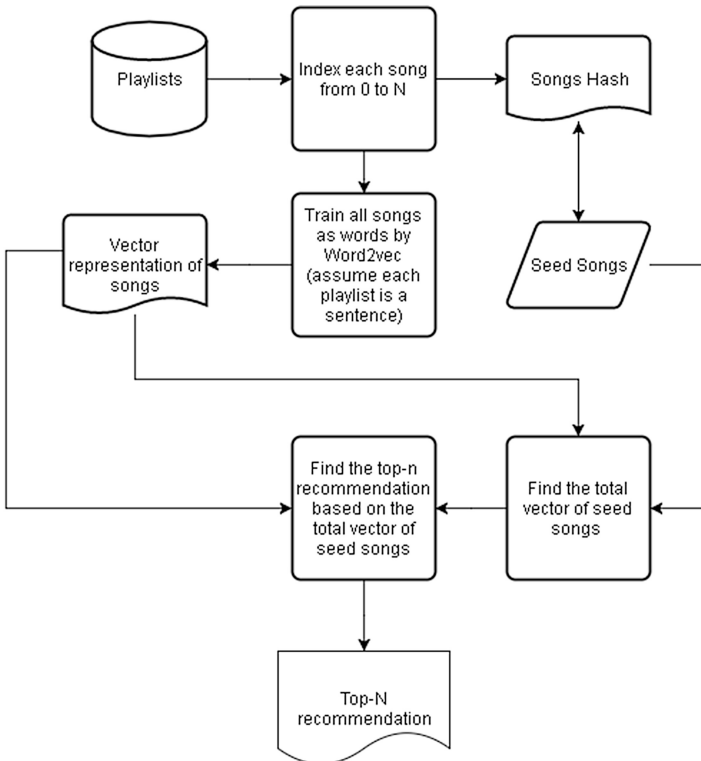 Playlists
Index each song
from 0 to N
Songs Hash
Vector
representation of
songs
Train all songs
as words by
Word2vec
(assume each
playlist is a
sentence)
Seed Songs
Find the top-n
recommendation
based on the
total vector of
seed songs
Find the total
vector of seed
songs
Top-N
recommendation